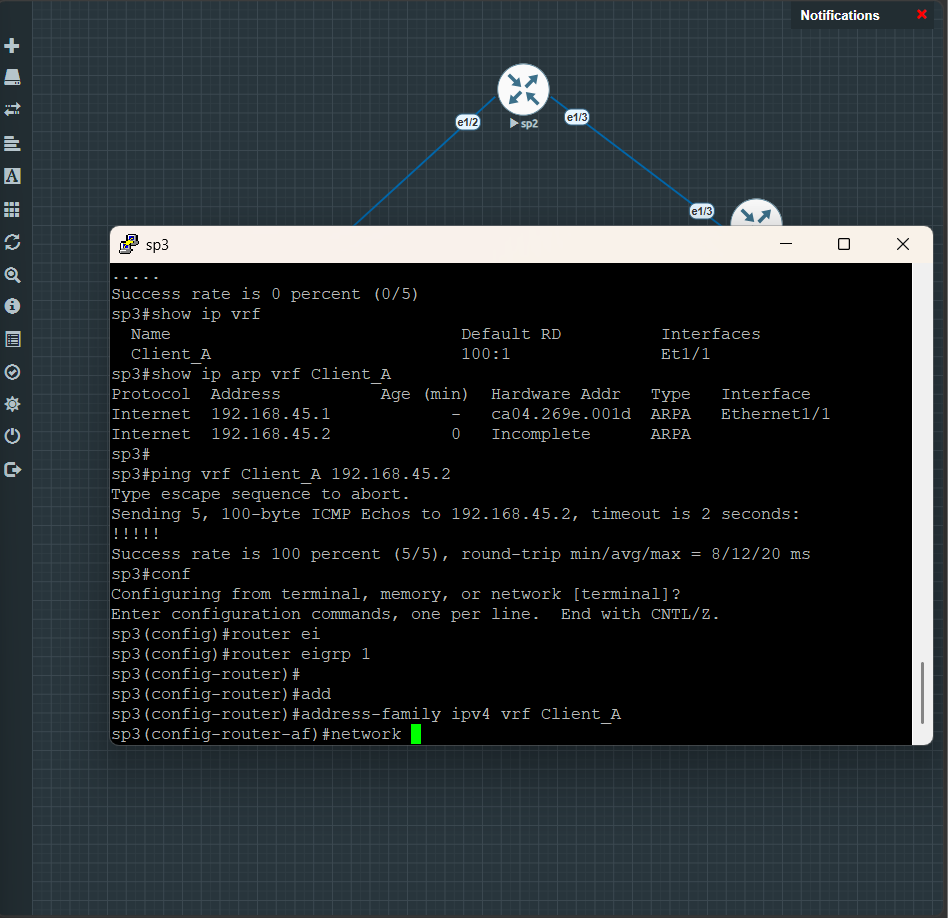 Notifications
e1/2
sp2
e1/3
e1/3
sp3
.....
Success rate is 0 percent (0/5)
sp3#show ip vrf
  Name                             Default RD          Interfaces
  Client_A                         100:1               Et1/1
sp3#show ip arp vrf Client_A
Protocol  Address          Age (min)  Hardware Addr   Type   Interface
Internet  192.168.45.1            -   ca04.269e.001d  ARPA   Ethernet1/1
Internet  192.168.45.2            0   Incomplete      ARPA
sp3#
sp3#ping vrf Client_A 192.168.45.2
Type escape sequence to abort.
Sending 5, 100-byte ICMP Echos to 192.168.45.2, timeout is 2 seconds:
!!!!!
Success rate is 100 percent (5/5), round-trip min/avg/max = 8/12/20 ms
sp3#conf
Configuring from terminal, memory, or network [terminal]?
Enter configuration commands, one per line.  End with CNTL/Z.
sp3(config)#router ei
sp3(config)#router eigrp 1
sp3(config-router)#
sp3(config-router)#add
sp3(config-router)#address-family ipv4 vrf Client_A
sp3(config-router-af)#network